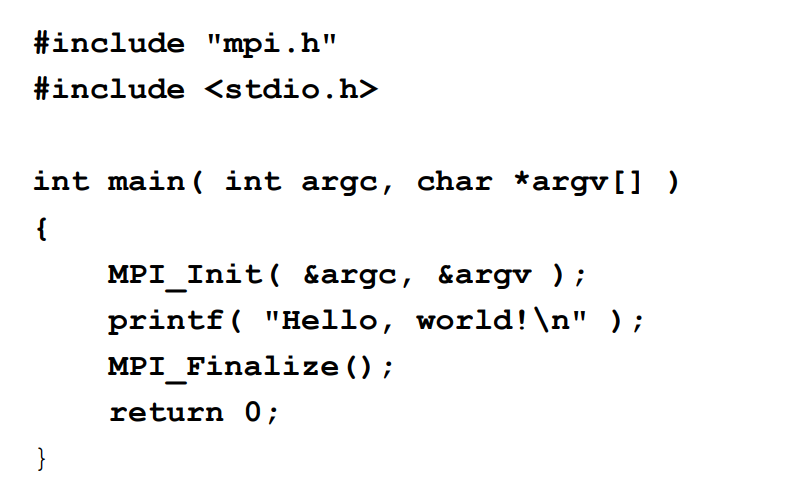 #include "mpi.h"
#include <stdio.h>
int main( int argc, char *argv[] )
{
MPI_Init( &argc, &argv );
printf( "Hello, world!\n" );
MPI_Finalize();
return 0;
}